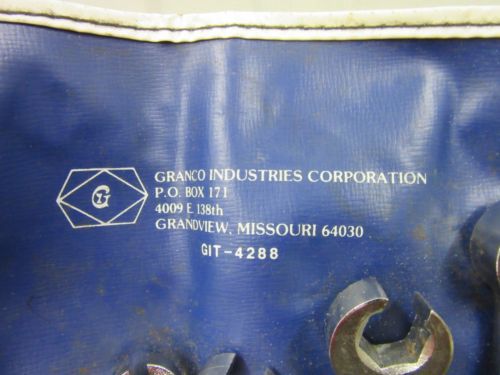 GRANCO INDUSTRIES CORPORATION
P.O. BOX 171
4009 E. 138th
GRANDVIEW, MISSOURI 64030
GIT-4288